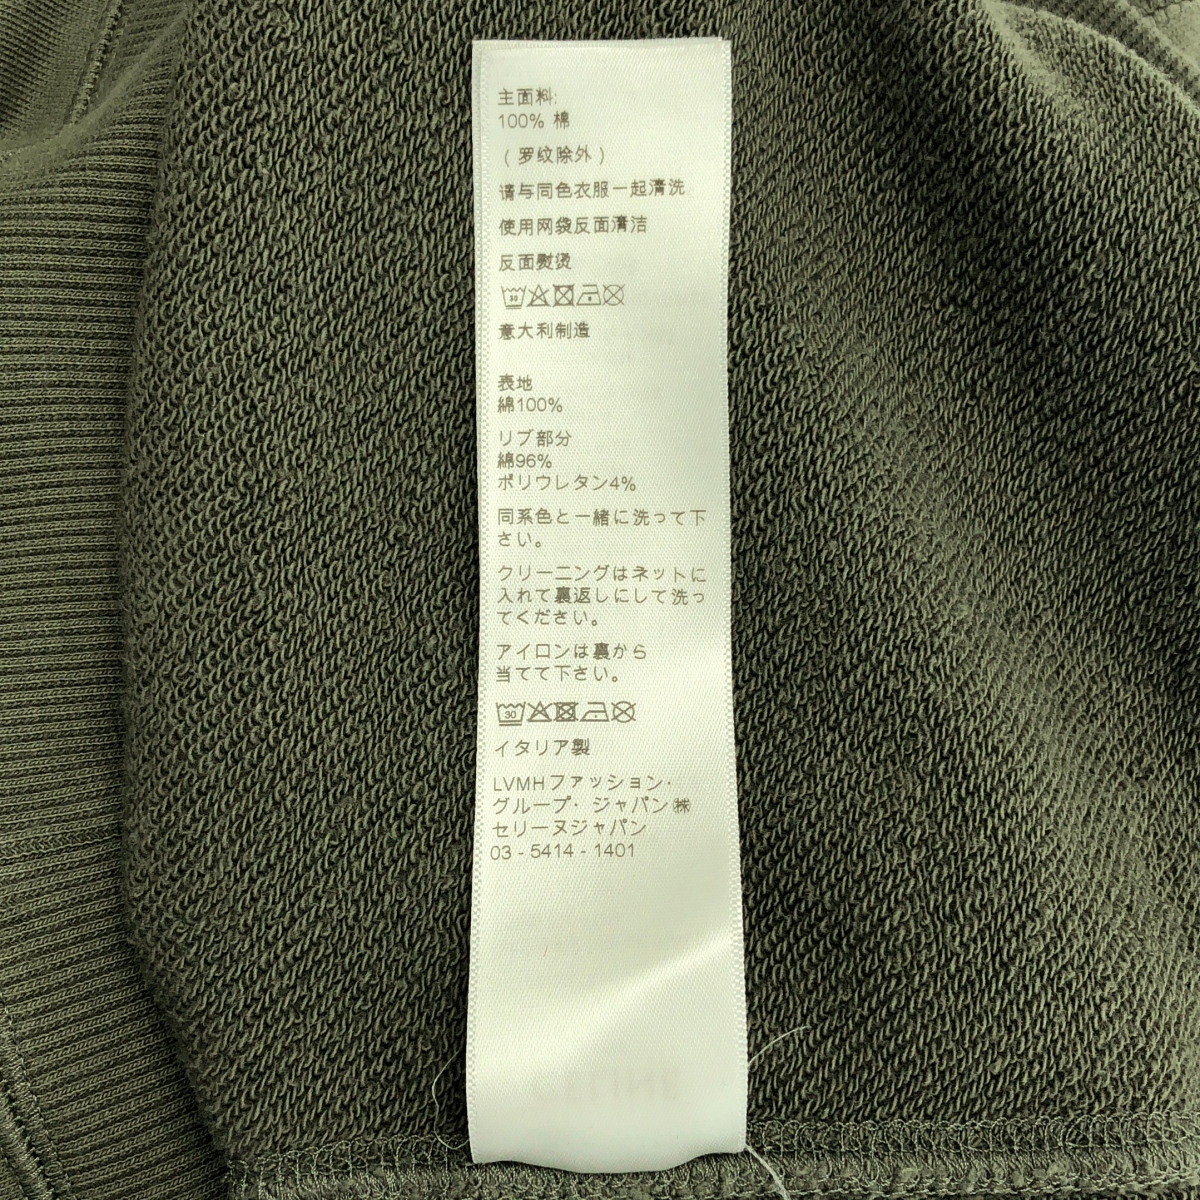 主面料:
100% 棉
( 罗纹除外 )
请与同色衣服一起清洗
使用网袋反面清洁
反面熨烫
30
意大利制造
表地
綿100%
リブ部分
綿96%
ポリウレタン4%
同系色と一緒に洗って下
さい。
クリーニングはネットに
入れて裏返しにして洗っ
てください。
アイロンは裏から
当てて下さい。
30
イタリア製
LVMHファッション・
グループ・ジャパン㈱
セリーヌジャパン
03 - 5414 - 1401